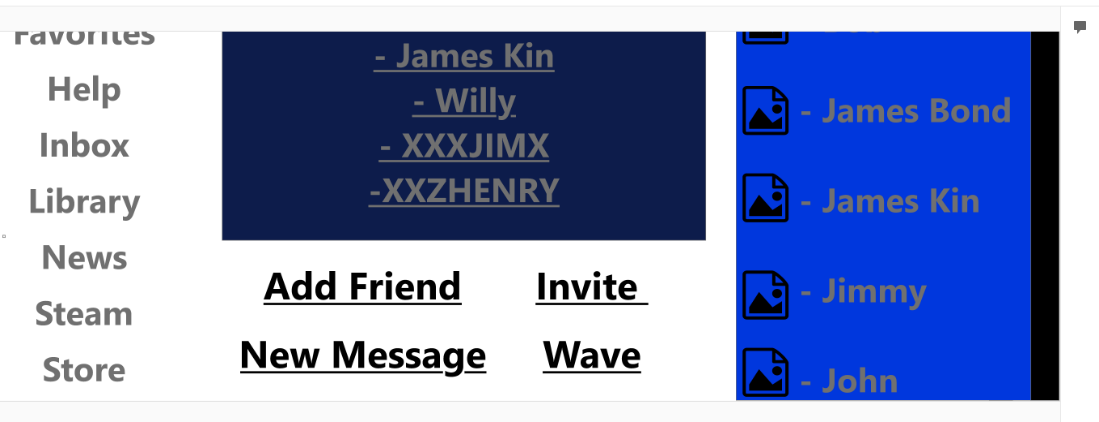 Favorites
Help
Inbox
Library
News
Steam
Store
- James Kin
- Willy
- XXXJIMX
-XXZHENRY
Add Friend
Invite
New Message
Wave
- James Bond
- James Kin
- Jimmy
- John